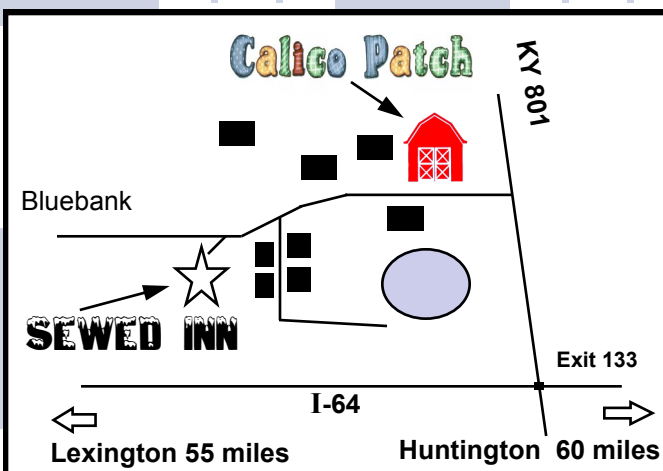 Calico Patch
KY 801
Bluebank
SEWED INN
Exit 133
I-64
Lexington 55 miles
Huntington 60 miles